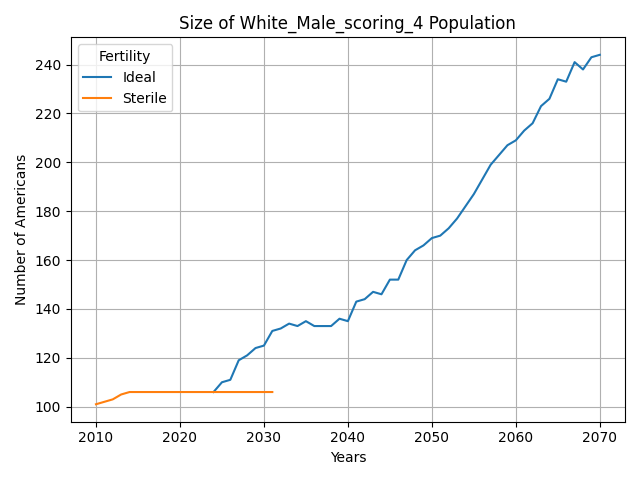 Size of White_Male_scoring_4 Population
Fertility
Ideal
Sterile
Number of Americans
240
220
200
180
160
140
120
100
2010 2020 2030 2040 2050 2060 2070
Years